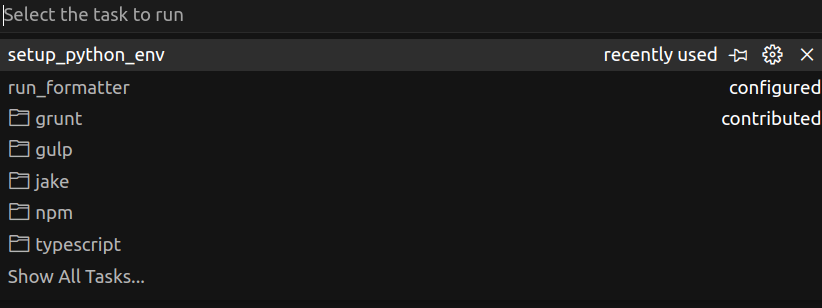 Select the task to run
setup_python_env recently used
run_formatter configured
grunt contributed
gulp
jake
npm
typescript
Show All Tasks...